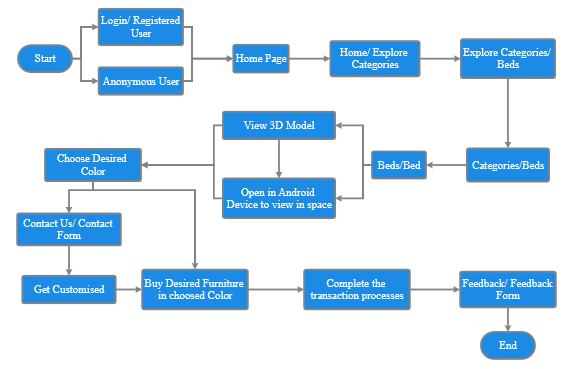 Start
Login/ Registered
User
Anonymous User
Home Page
Home/ Explore
Categories
Explore Categories/
Beds
Categories/Beds
Beds/Bed
View 3D Model
Open in Android
Device to view in space
Choose Desired
Color
Contact Us/ Contact
Form
Get Customised
Buy Desired Furniture
in choosed Color
Complete the
transaction processes
Feedback/ Feedback
Form
End